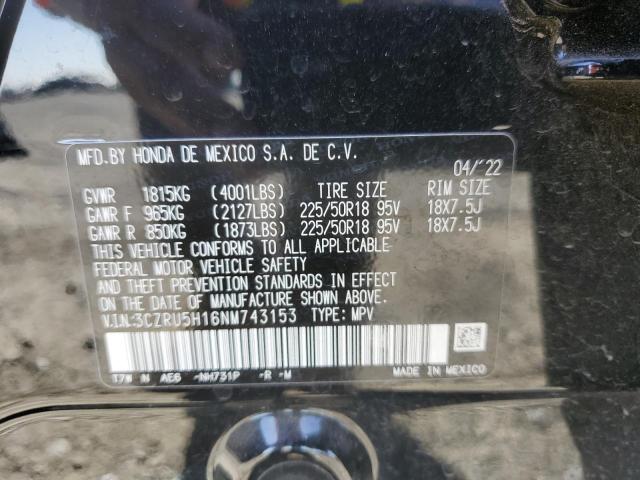 MFD.BY HONDA DE MEXICO S.A. DE C.V.
04/'22
GVWR 1815KG (4001LBS) TIRE SIZE RIM SIZE
GAWR F 965KG (2127LBS) 225/50R18 95V 18X7.5J
GAWR R 850KG (1873LBS) 225/50R18 95V 18X7.5J
THIS VEHICLE CONFORMS TO ALL APPLICABLE
FEDERAL MOTOR VEHICLE SAFETY
AND THEFT PREVENTION STANDARDS IN EFFECT
ON THE DATE OF MANUFACTURE SHOWN ABOVE.
V.I.N:3CZRU5H16NM743153 TYPE: MPV
T7W N AEG -NH731P -R -M MADE IN MEXICO